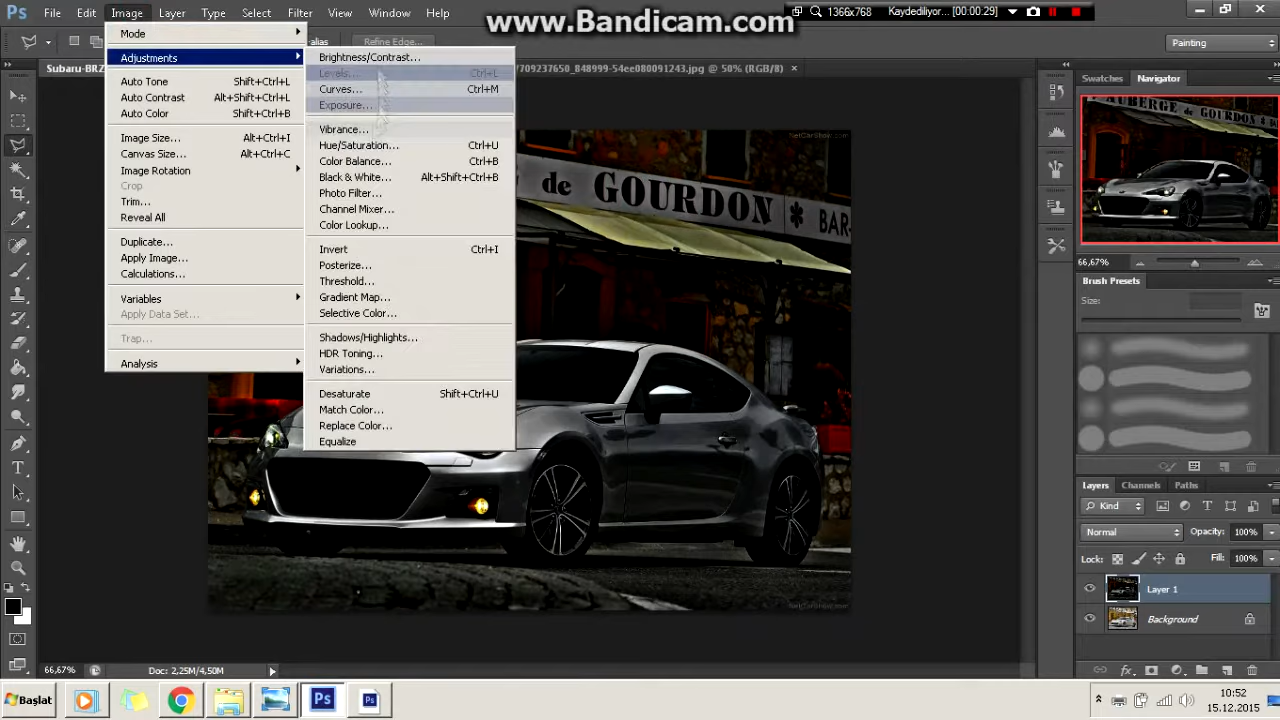 Ps File Edit Image Layer Type Select Filter View Window Help
www.Bandicam.com
1366x768 Kaydediliyor... [00:00:29]
alias Refine Edge... Painting
Subaru-BRZ 709237650_848999-54ee080091243.jpg @ 50% (RGB/8) ×
Mode
Adjustments
Auto Tone Shift+Ctrl+L
Auto Contrast Alt+Shift+Ctrl+L
Auto Color Shift+Ctrl+B
Image Size... Alt+Ctrl+I
Canvas Size... Alt+Ctrl+C
Image Rotation
Crop
Trim...
Reveal All
Duplicate...
Apply Image...
Calculations...
Variables
Apply Data Set...
Trap...
Analysis
Brightness/Contrast...
Levels... Ctrl+L
Curves... Ctrl+M
Exposure...
Vibrance...
Hue/Saturation... Ctrl+U
Color Balance... Ctrl+B
Black & White... Alt+Shift+Ctrl+B
Photo Filter...
Channel Mixer...
Color Lookup...
Invert Ctrl+I
Posterize...
Threshold...
Gradient Map...
Selective Color...
Shadows/Highlights...
HDR Toning...
Variations...
Desaturate Shift+Ctrl+U
Match Color...
Replace Color...
Equalize
NetCarShow.com
de GOURDON BAR-
NetCarShow.com
Swatches Navigator
AUBERGE de GOURDON
66,67%
Brush Presets
Size:
Layers Channels Paths
Kind
Normal Opacity: 100%
Lock: Fill: 100%
Layer 1
Background
66,67% Doc: 2,25M/4,50M
Başlat Ps Ps
10:52
15.12.2015